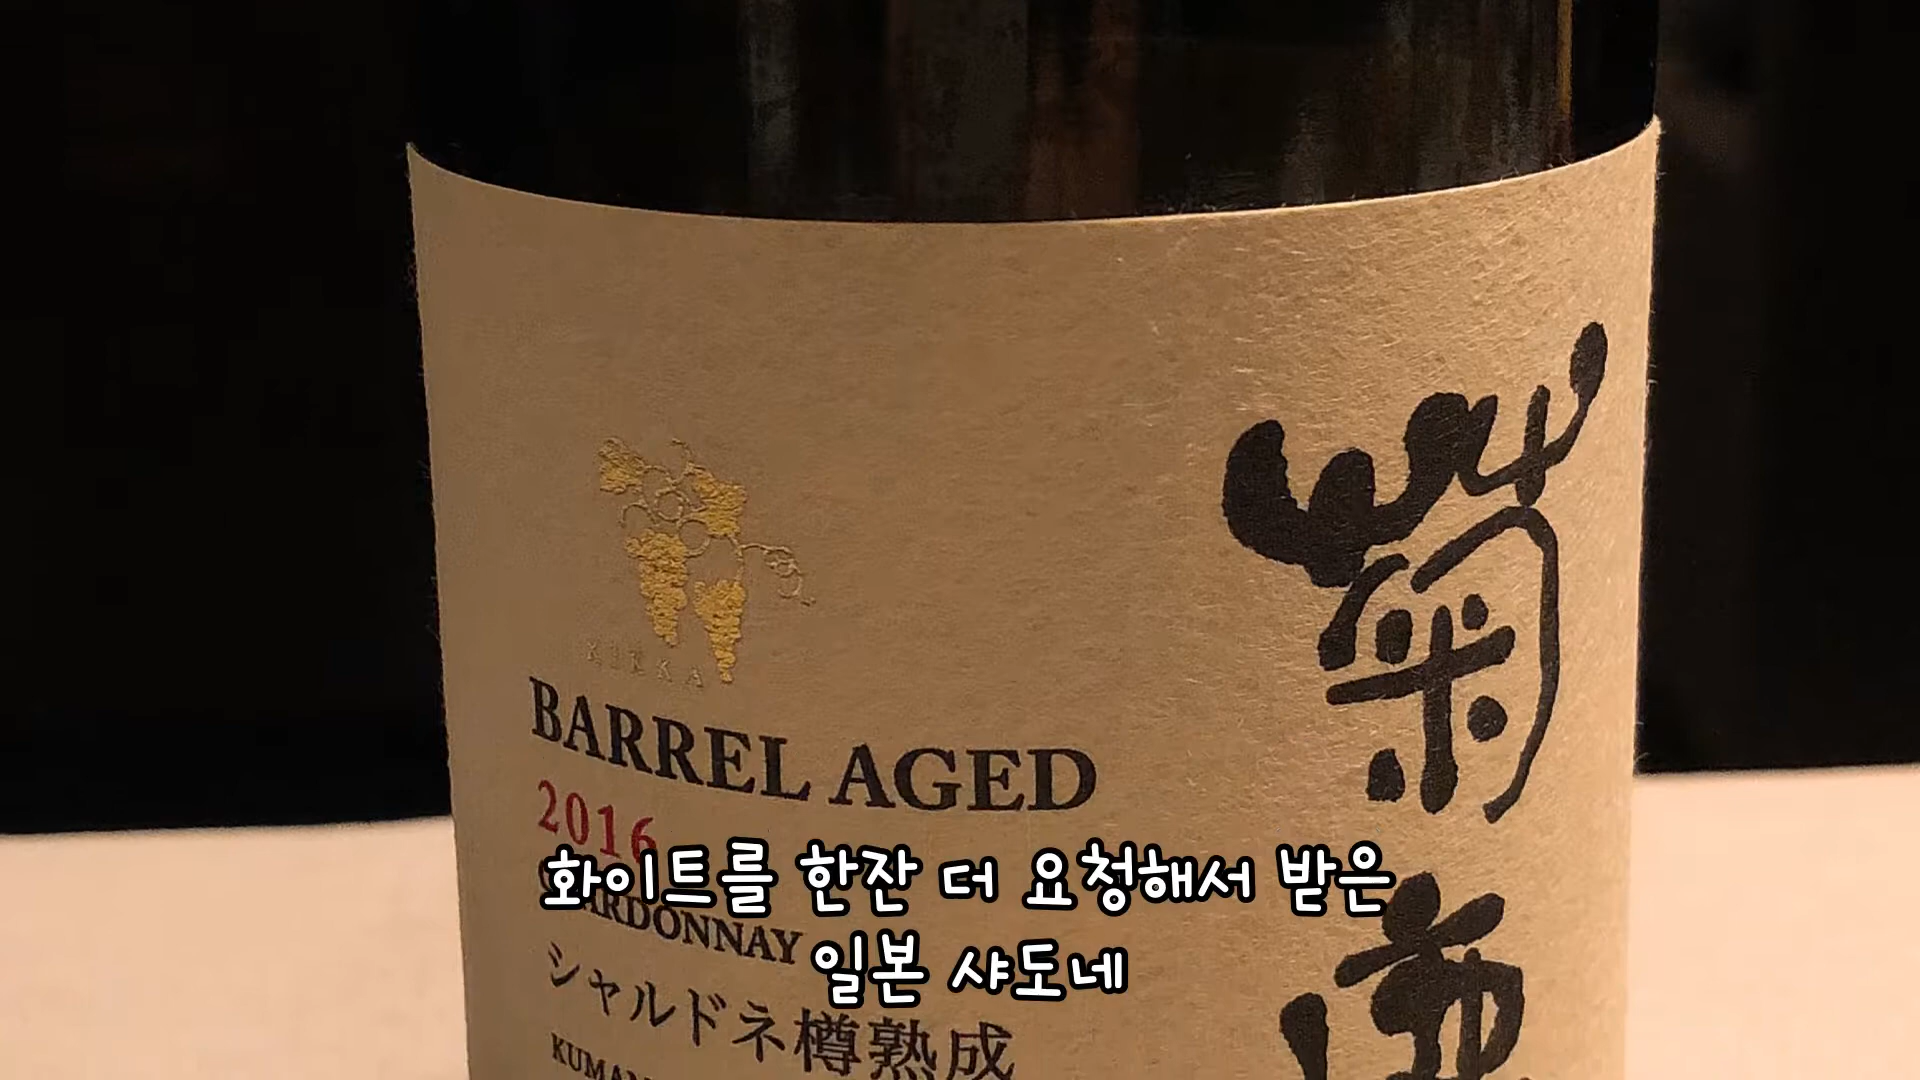 KIKKA
BARREL AGED
2016
シャルドネ樽熟成
菊
화이트를 한잔 더 요청해서 받은
일본 샤도네